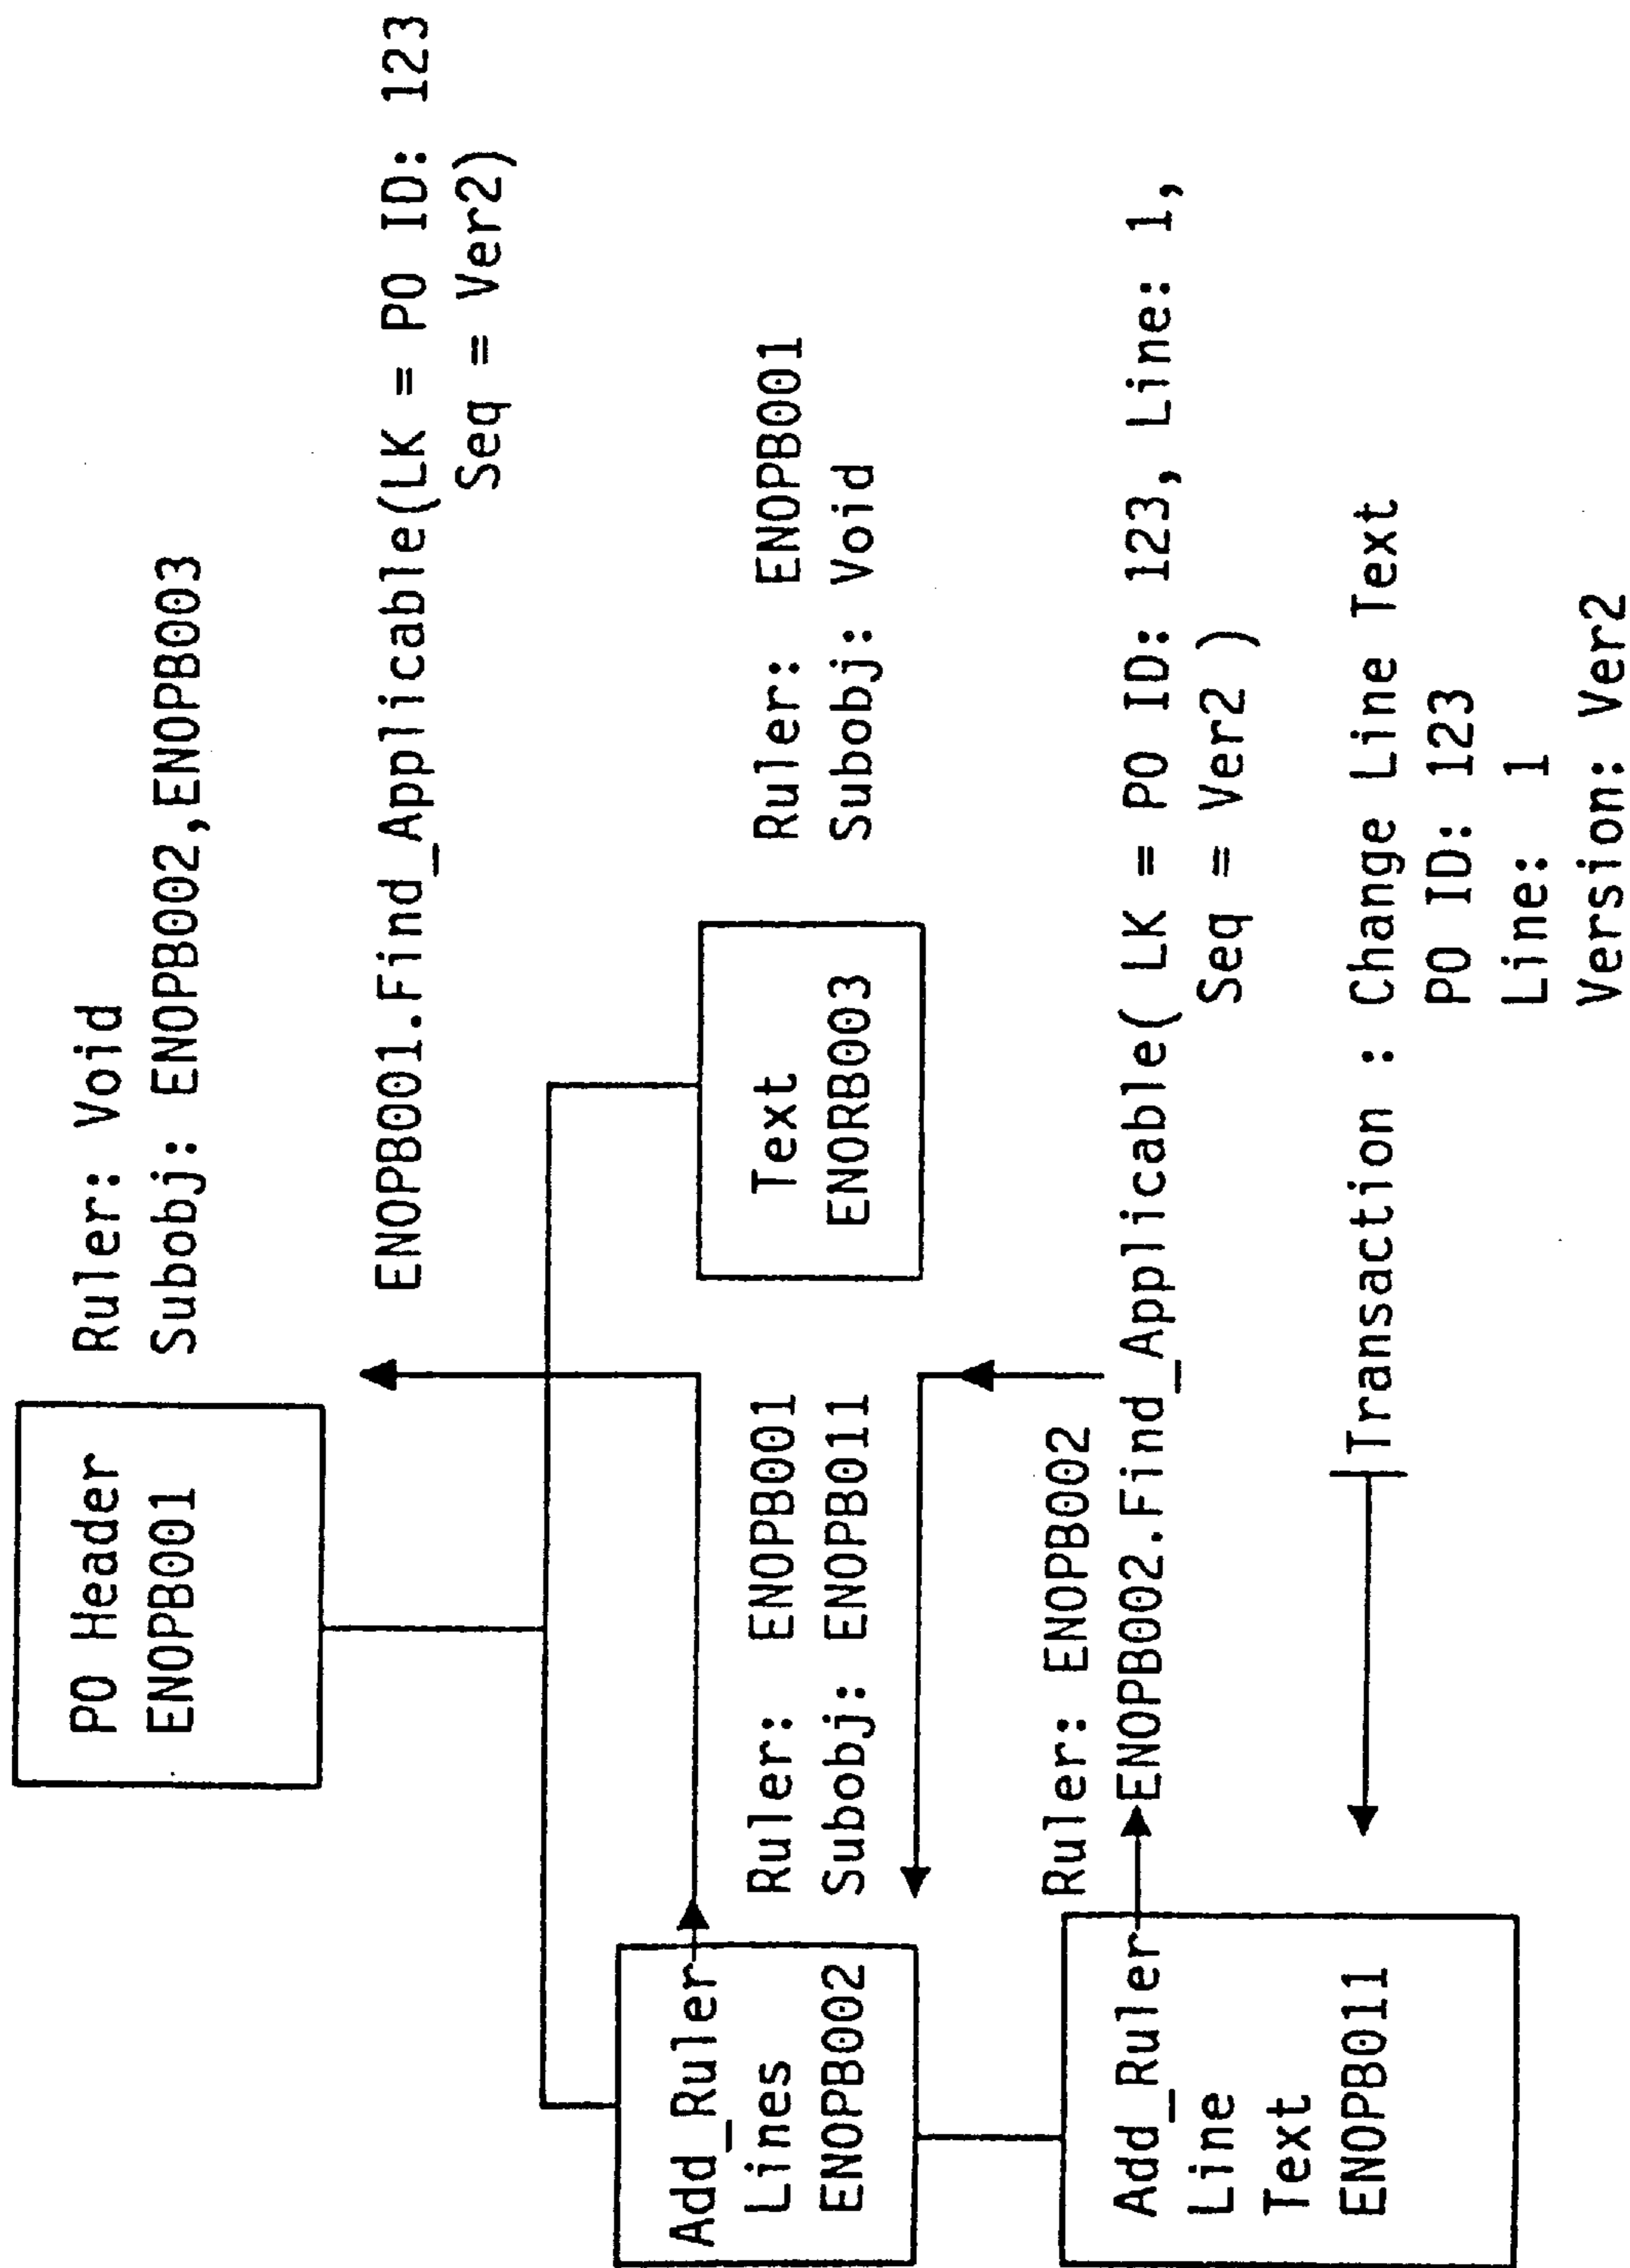 PO Header
ENOPB001
Ruler: Void
Subobj: ENOPB002,ENOPB003
ENOPB001.Find_Applicable(LK = PO ID: 123
Seq = Ver2)
Add_Ruler
Lines
ENOPB002
Ruler: ENOPB001
Subobj: ENOPB011
Text
ENORB003
Ruler: ENOPB001
Subobj: Void
Ruler: ENOPB002
Add_Ruler
Line
Text
ENOPB011
ENOPB002.Find_Applicable( LK = PO ID: 123, Line: 1,
Seq = Ver2 )
Transaction : Change Line Text
PO ID: 123
Line: 1
Version: Ver2